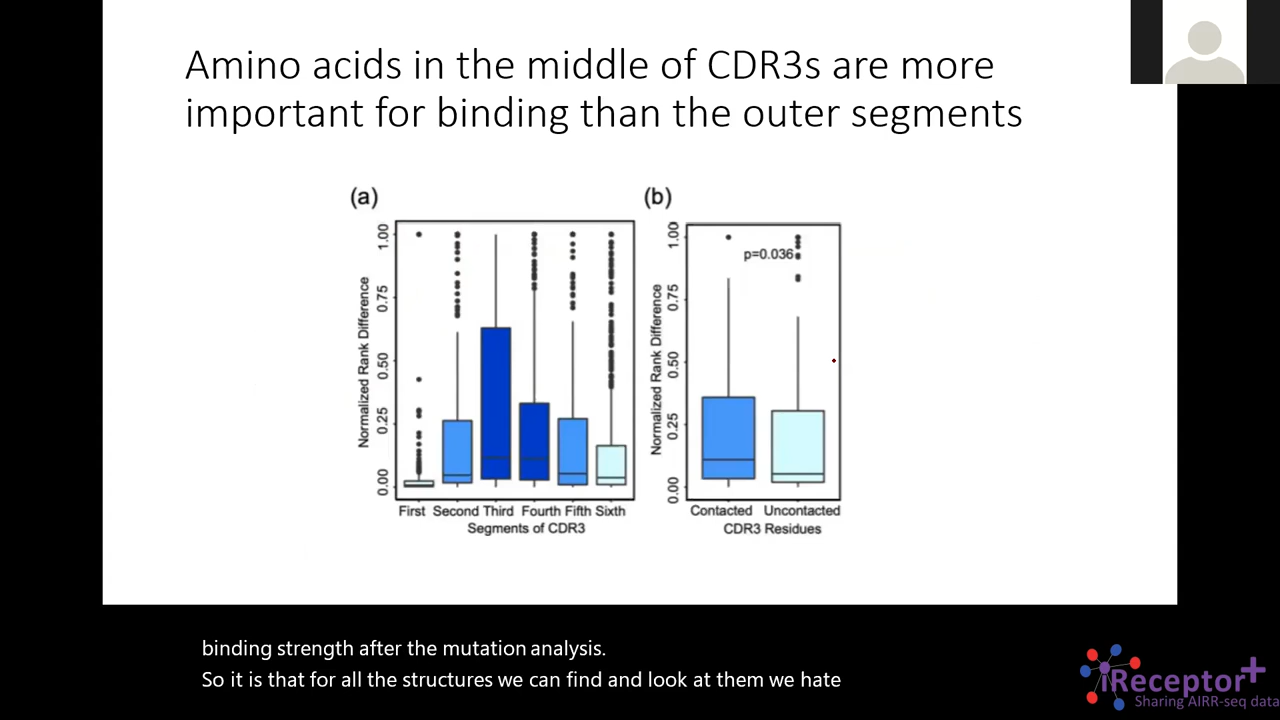 Amino acids in the middle of CDR3s are more
important for binding than the outer segments
(a)
Normalized Rank Difference
1.00
0.75
0.50
0.25
0.00
First Second Third Fourth Fifth Sixth
Segments of CDR3
(b)
Normalized Rank Difference
1.00
0.75
0.50
0.25
0.00
p=0.036
Contacted Uncontacted
CDR3 Residues
binding strength after the mutation analysis.
So it is that for all the structures we can find and look at them we hate
iReceptor+
Sharing AIRR-seq data